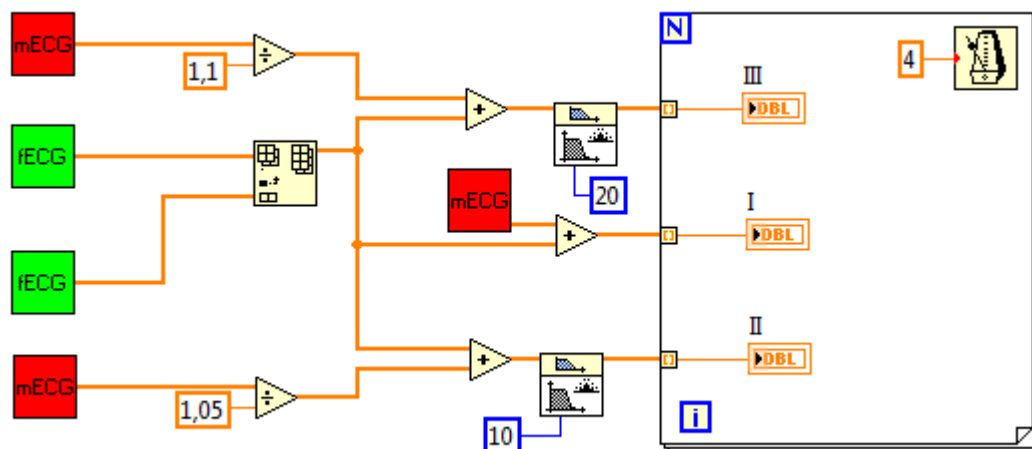 mECG
1,1
fECG
fECG
mECG
1,05
mECG
20
10
N
4
III
DBL
I
DBL
II
DBL
i